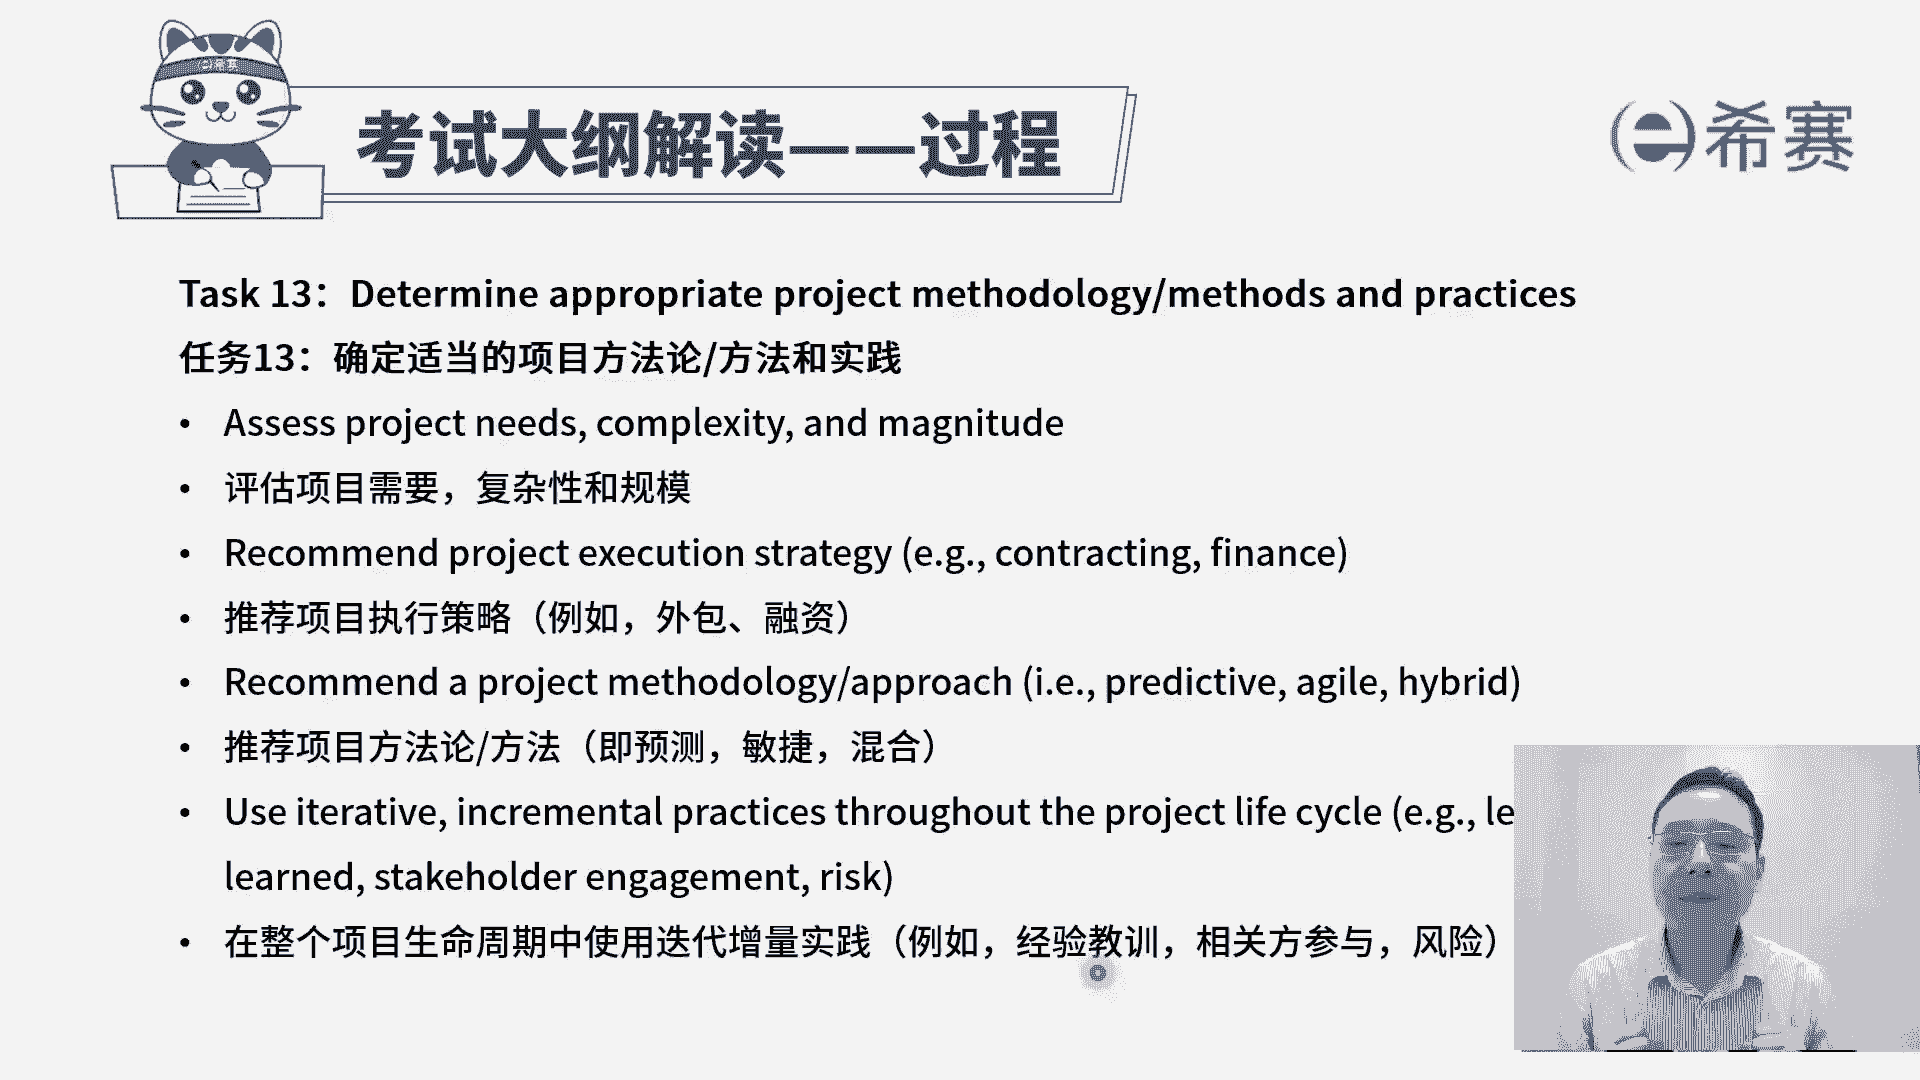 考试大纲解读——过程
希赛
Task 13：Determine appropriate project methodology/methods and practices
任务13：确定适当的项目方法论/方法和实践
• Assess project needs, complexity, and magnitude
• 评估项目需要，复杂性和规模
• Recommend project execution strategy (e.g., contracting, finance)
• 推荐项目执行策略（例如，外包、融资）
• Recommend a project methodology/approach (i.e., predictive, agile, hybrid)
• 推荐项目方法论/方法（即预测，敏捷，混合）
• Use iterative, incremental practices throughout the project life cycle (e.g., le
learned, stakeholder engagement, risk)
• 在整个项目生命周期中使用迭代增量实践（例如，经验教训，相关方参与，风险）